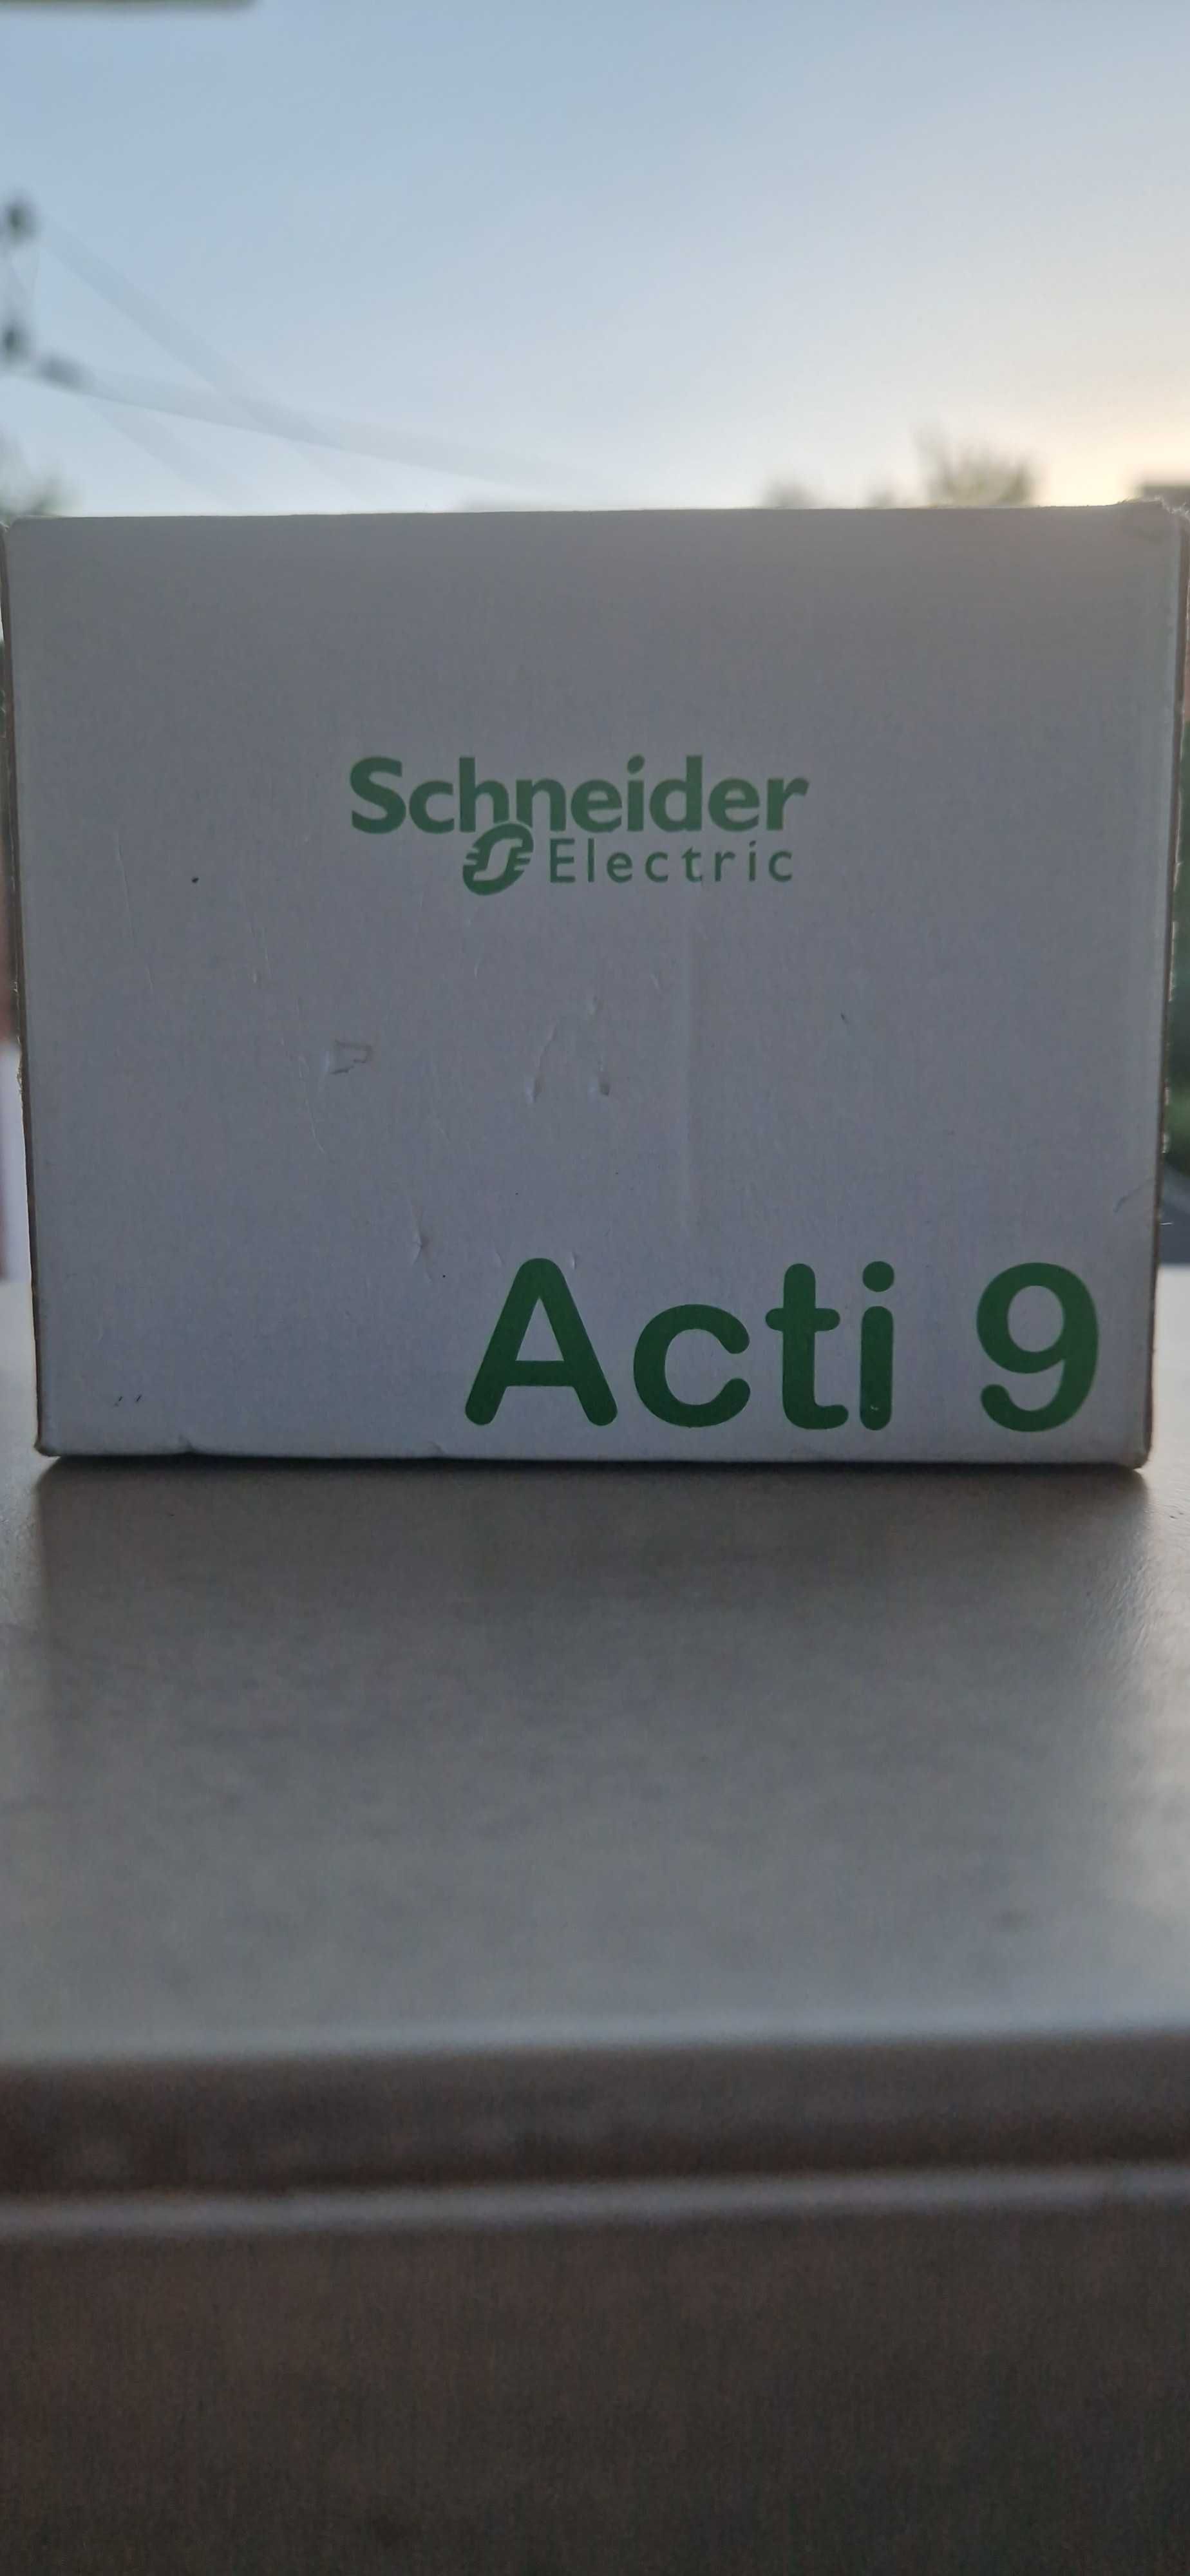 Schneider
Electric
Acti 9